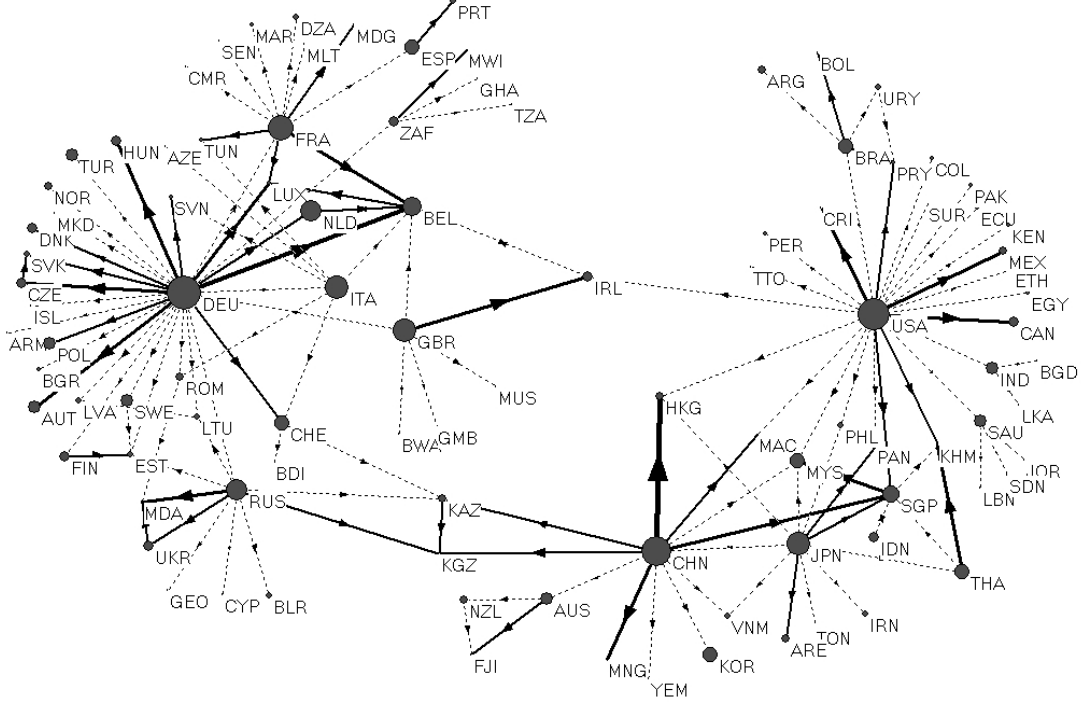 PRT
MAR
DZA
MDG
SEN
MLT
ESP
MWI
CMR
GHA
BOL
ARG
TZA
URY
ZAF
FRA
HUN
AZE
TUN
BRA
TUR
PRY
COL
NOR
LUX
PAK
SVN
NLD
BEL
CRI
SUR
ECU
MKD
DNK
KEN
PER
SVK
MEX
TTO
ETH
CZE
DEU
ITA
IRL
EGY
ISL
USA
CAN
ARM
GBR
POL
BGD
IND
BGR
ROM
MUS
HKG
AUT
LVA
SWE
LKA
LTU
CHE
PHL
SAU
GMB
BWA
MAC
PAN
KHM
FIN
EST
BDI
MYS
JOR
SDN
LBN
RUS
SGP
MDA
KAZ
IDN
UKR
KGZ
CHN
JPN
THA
GEO
CYP
BLR
NZL
AUS
VNM
IRN
TON
ARE
FJI
MNG
KOR
YEM